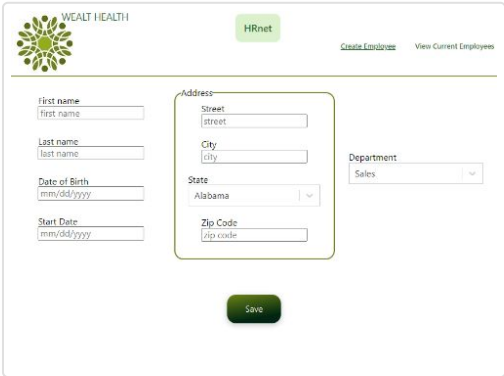 WEALT HEALTH
HRnet
Create Employee
View Current Employees
First name
first name
Last name
last name
Date of Birth
mm/dd/yyyy
Start Date
mm/dd/yyyy
Address
Street
street
City
city
State
Alabama
Zip Code
zip code
Department
Sales
Save